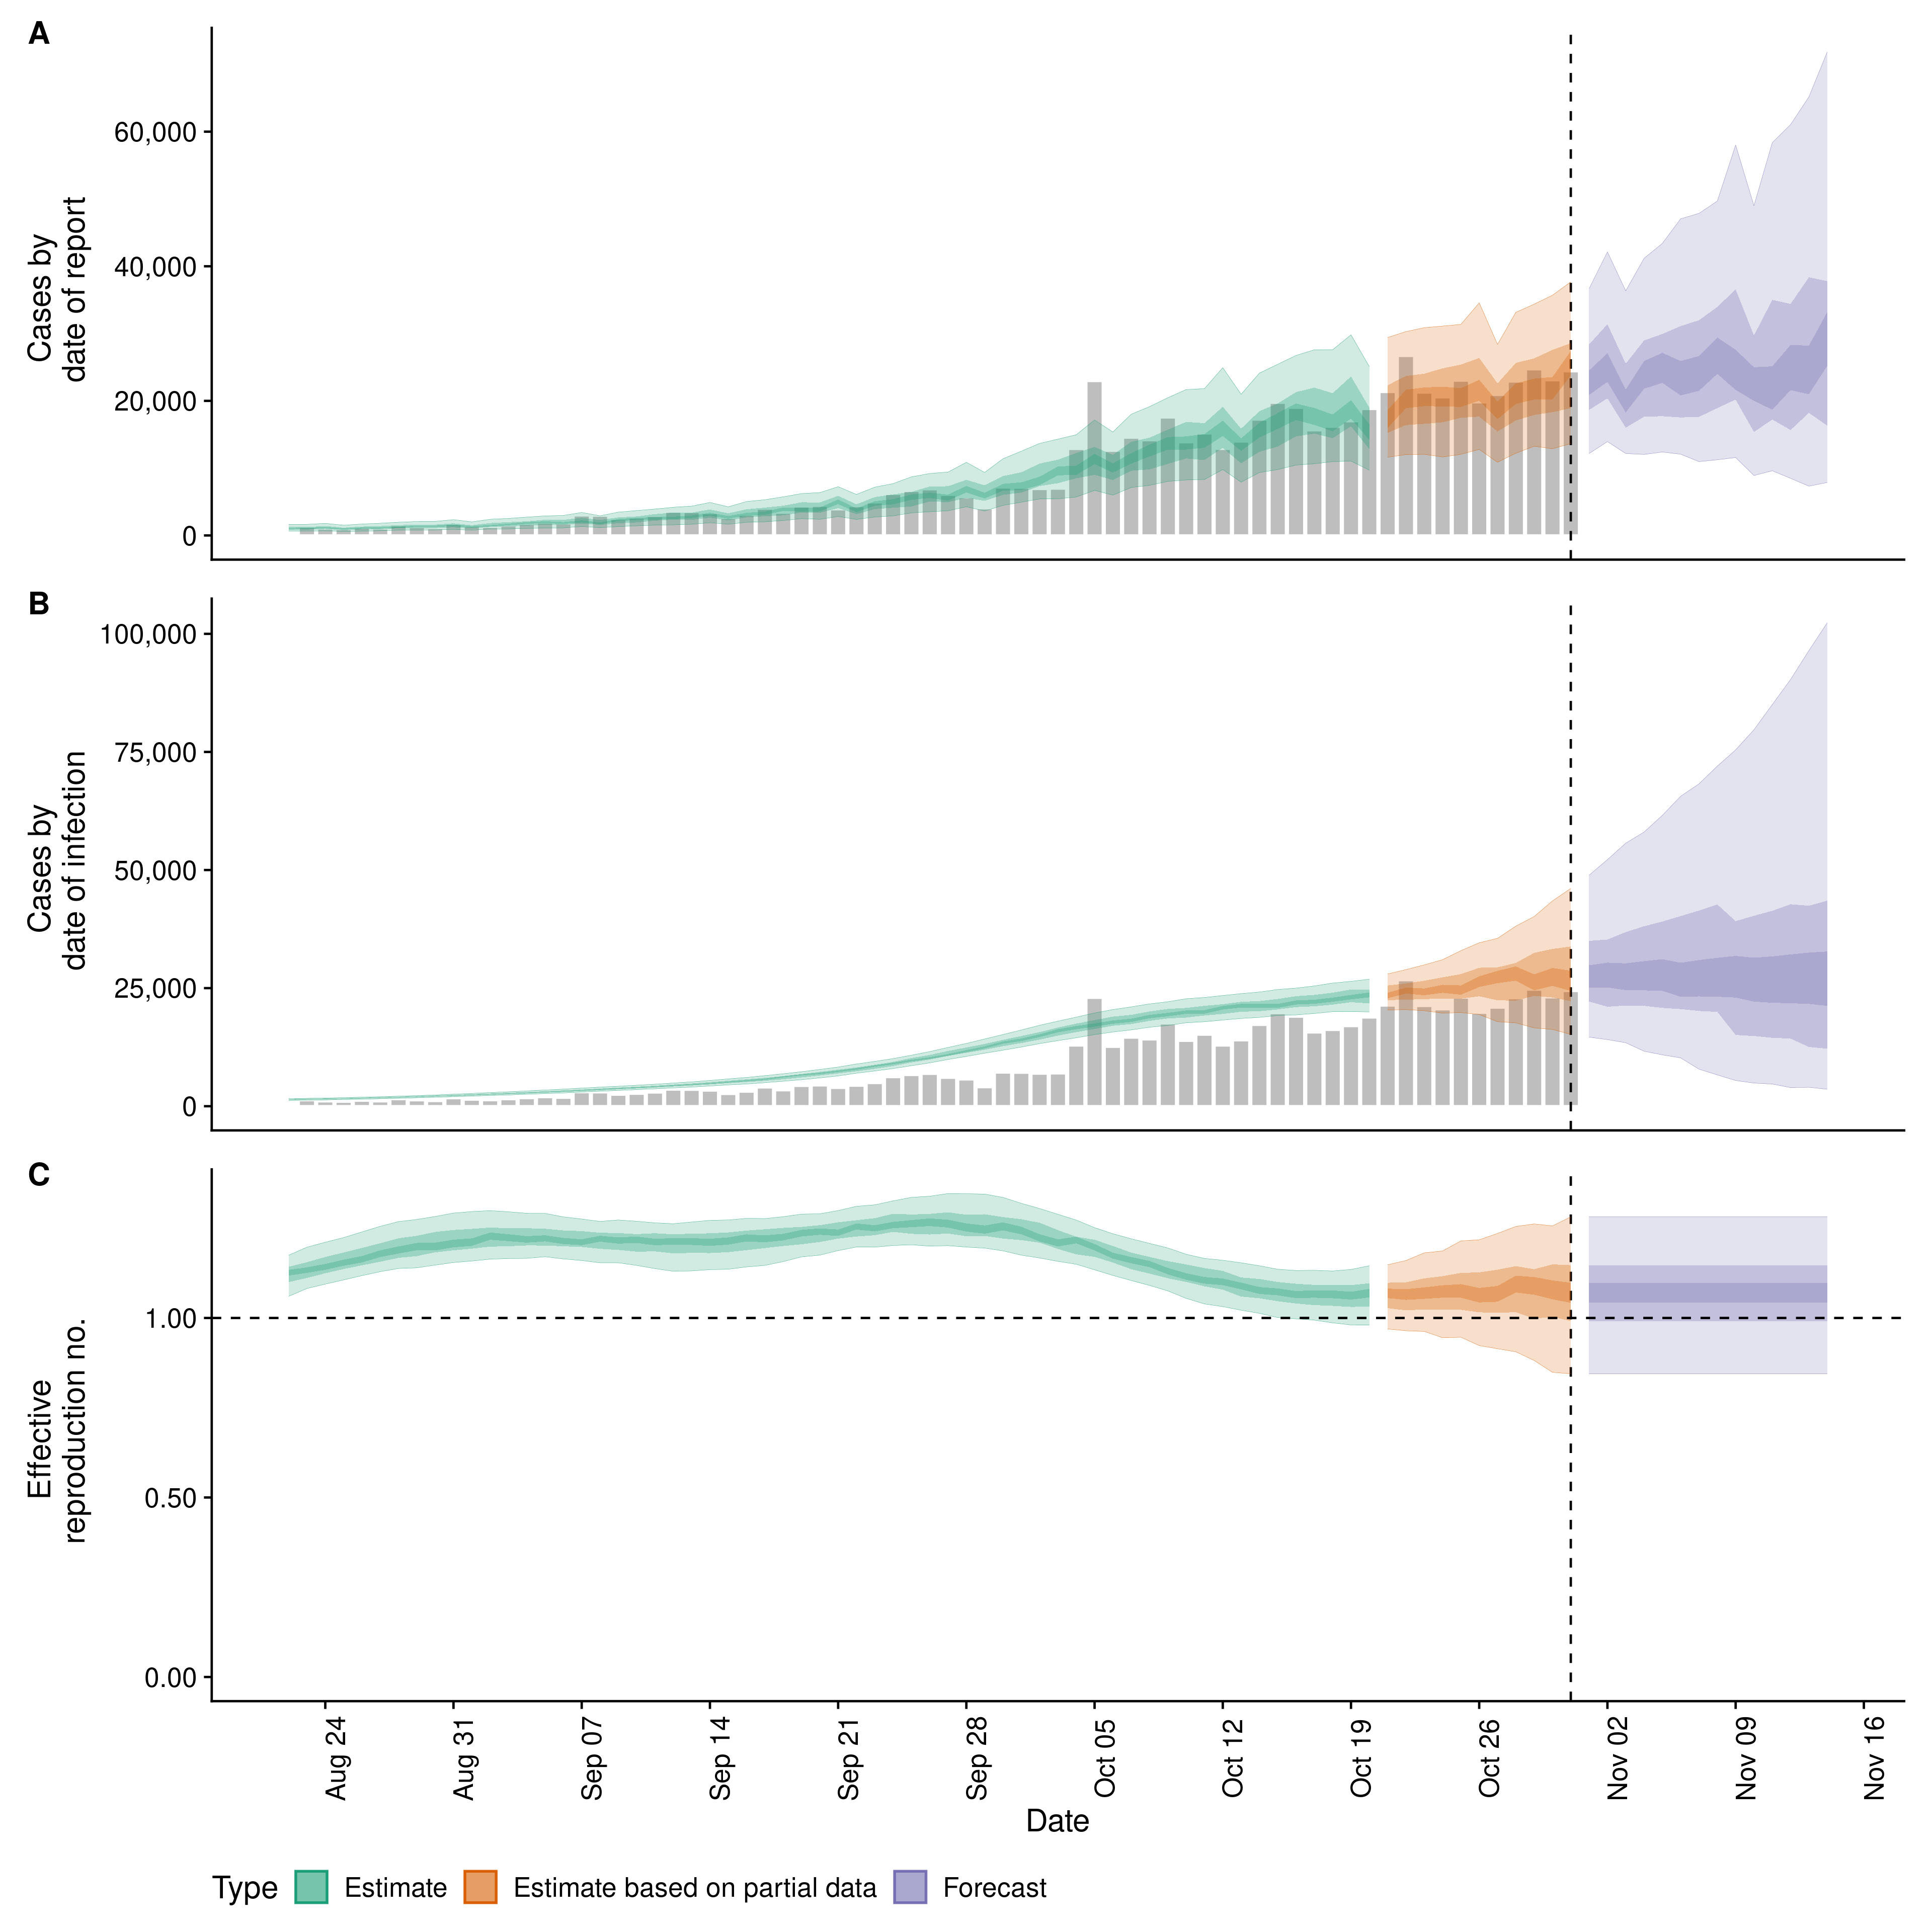 A
Cases by
date of report
60,000
40,000
20,000
0
B
Cases by
date of infection
100,000
75,000
50,000
25,000
0
C
Effective
reproduction no.
1.00
0.50
0.00
Aug 24
Aug 31
Sep 07
Sep 14
Sep 21
Sep 28
Oct 05
Oct 12
Oct 19
Oct 26
Nov 02
Nov 09
Nov 16
Date
Type Estimate Estimate based on partial data Forecast